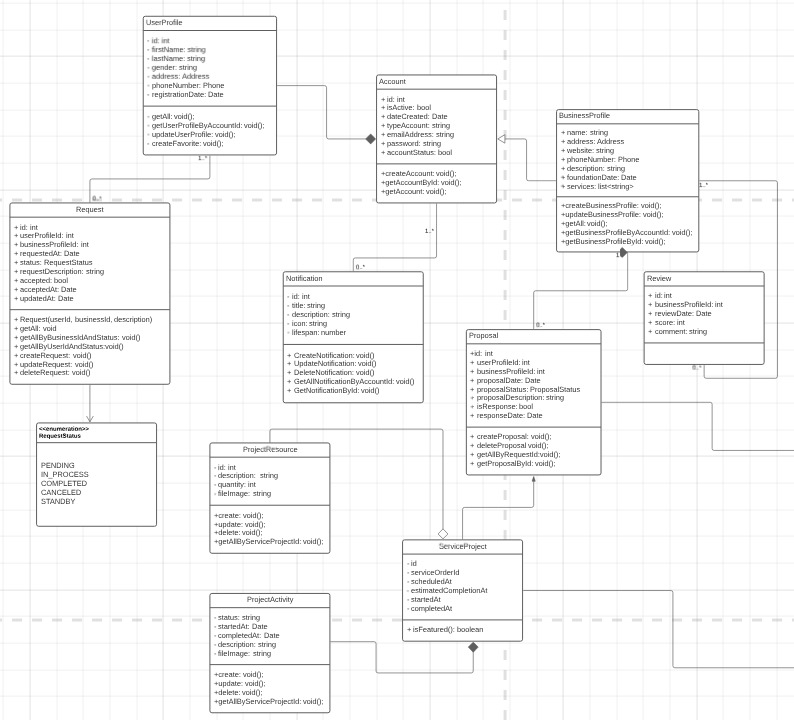 UserProfile
- id: int
- firstName: string
- lastName: string
- gender: string
- address: Address
- phoneNumber: Phone
- registrationDate: Date
- getAll: void();
- getUserProfileByAccountId: void();
- updateUserProfile: void();
- createFavorite: void();
1..*
0..*
Account
+ id: int
+ isActive: bool
+ dateCreated: Date
+ typeAccount: string
+ emailAddress: string
+ password: string
+ accountStatus: bool
+createAccount: void();
+getAccountById: void();
+getAccount: void();
1..*
0..*
BusinessProfile
+ name: string
+ address: Address
+ website: string
+ phoneNumber: Phone
+ description: string
+ foundationDate: Date
+ services: list<string>
+createBusinessProfile: void();
+updateBusinessProfile: void();
+getAll: void();
+getBusinessProfileByAccountId: void();
+getBusinessProfileById: void();
1..*
Request
+ id: int
+ userProfileId: int
+ businessProfileId: int
+ requestedAt: Date
+ status: RequestStatus
+ requestDescription: string
+ accepted: bool
+ acceptedAt: Date
+ updatedAt: Date
+ Request(userId, businessId, description)
+ getAll: void
+ getAllByBusinessIdAndStatus: void()
+ getAllByUserIdAndStatus:void()
+ createRequest: void()
+ updateRequest: void()
+ deleteRequest: void()
Notification
- id: int
- title: string
- description: string
- icon: string
- lifespan: number
+ CreateNotification: void()
+ UpdateNotification: void()
+ DeleteNotification: void()
+ GetAllNotificationByAccountId: void()
+ GetNotificationById: void()
0..*
Proposal
+id: int
+ userProfileId: int
+ businessProfileId: int
+ proposalDate: Date
+ proposalStatus: ProposalStatus
+ proposalDescription: string
+ isResponse: bool
+ responseDate: Date
+ createProposal: void();
+ deleteProposal void();
+ getAllByRequestId:void();
+ getProposalById: void();
Review
+ id: int
+ businessProfileId: int
+ reviewDate: Date
+ score: int
+ comment: string
0..*
<<enumeration>>
RequestStatus
PENDING
IN_PROCESS
COMPLETED
CANCELED
STANDBY
ProjectResource
- id: int
- description: string
- quantity: int
- fileImage: string
+create: void();
+update: void();
+delete: void();
+getAllByServiceProjectId: void();
ServiceProject
- id
- serviceOrderId
- scheduledAt
- estimatedCompletionAt
- startedAt
- completedAt
+ isFeatured(): boolean
ProjectActivity
- status: string
- startedAt: Date
- completedAt: Date
- description: string
- fileImage: string
+create: void();
+update: void();
+delete: void();
+getAllByServiceProjectId: void();